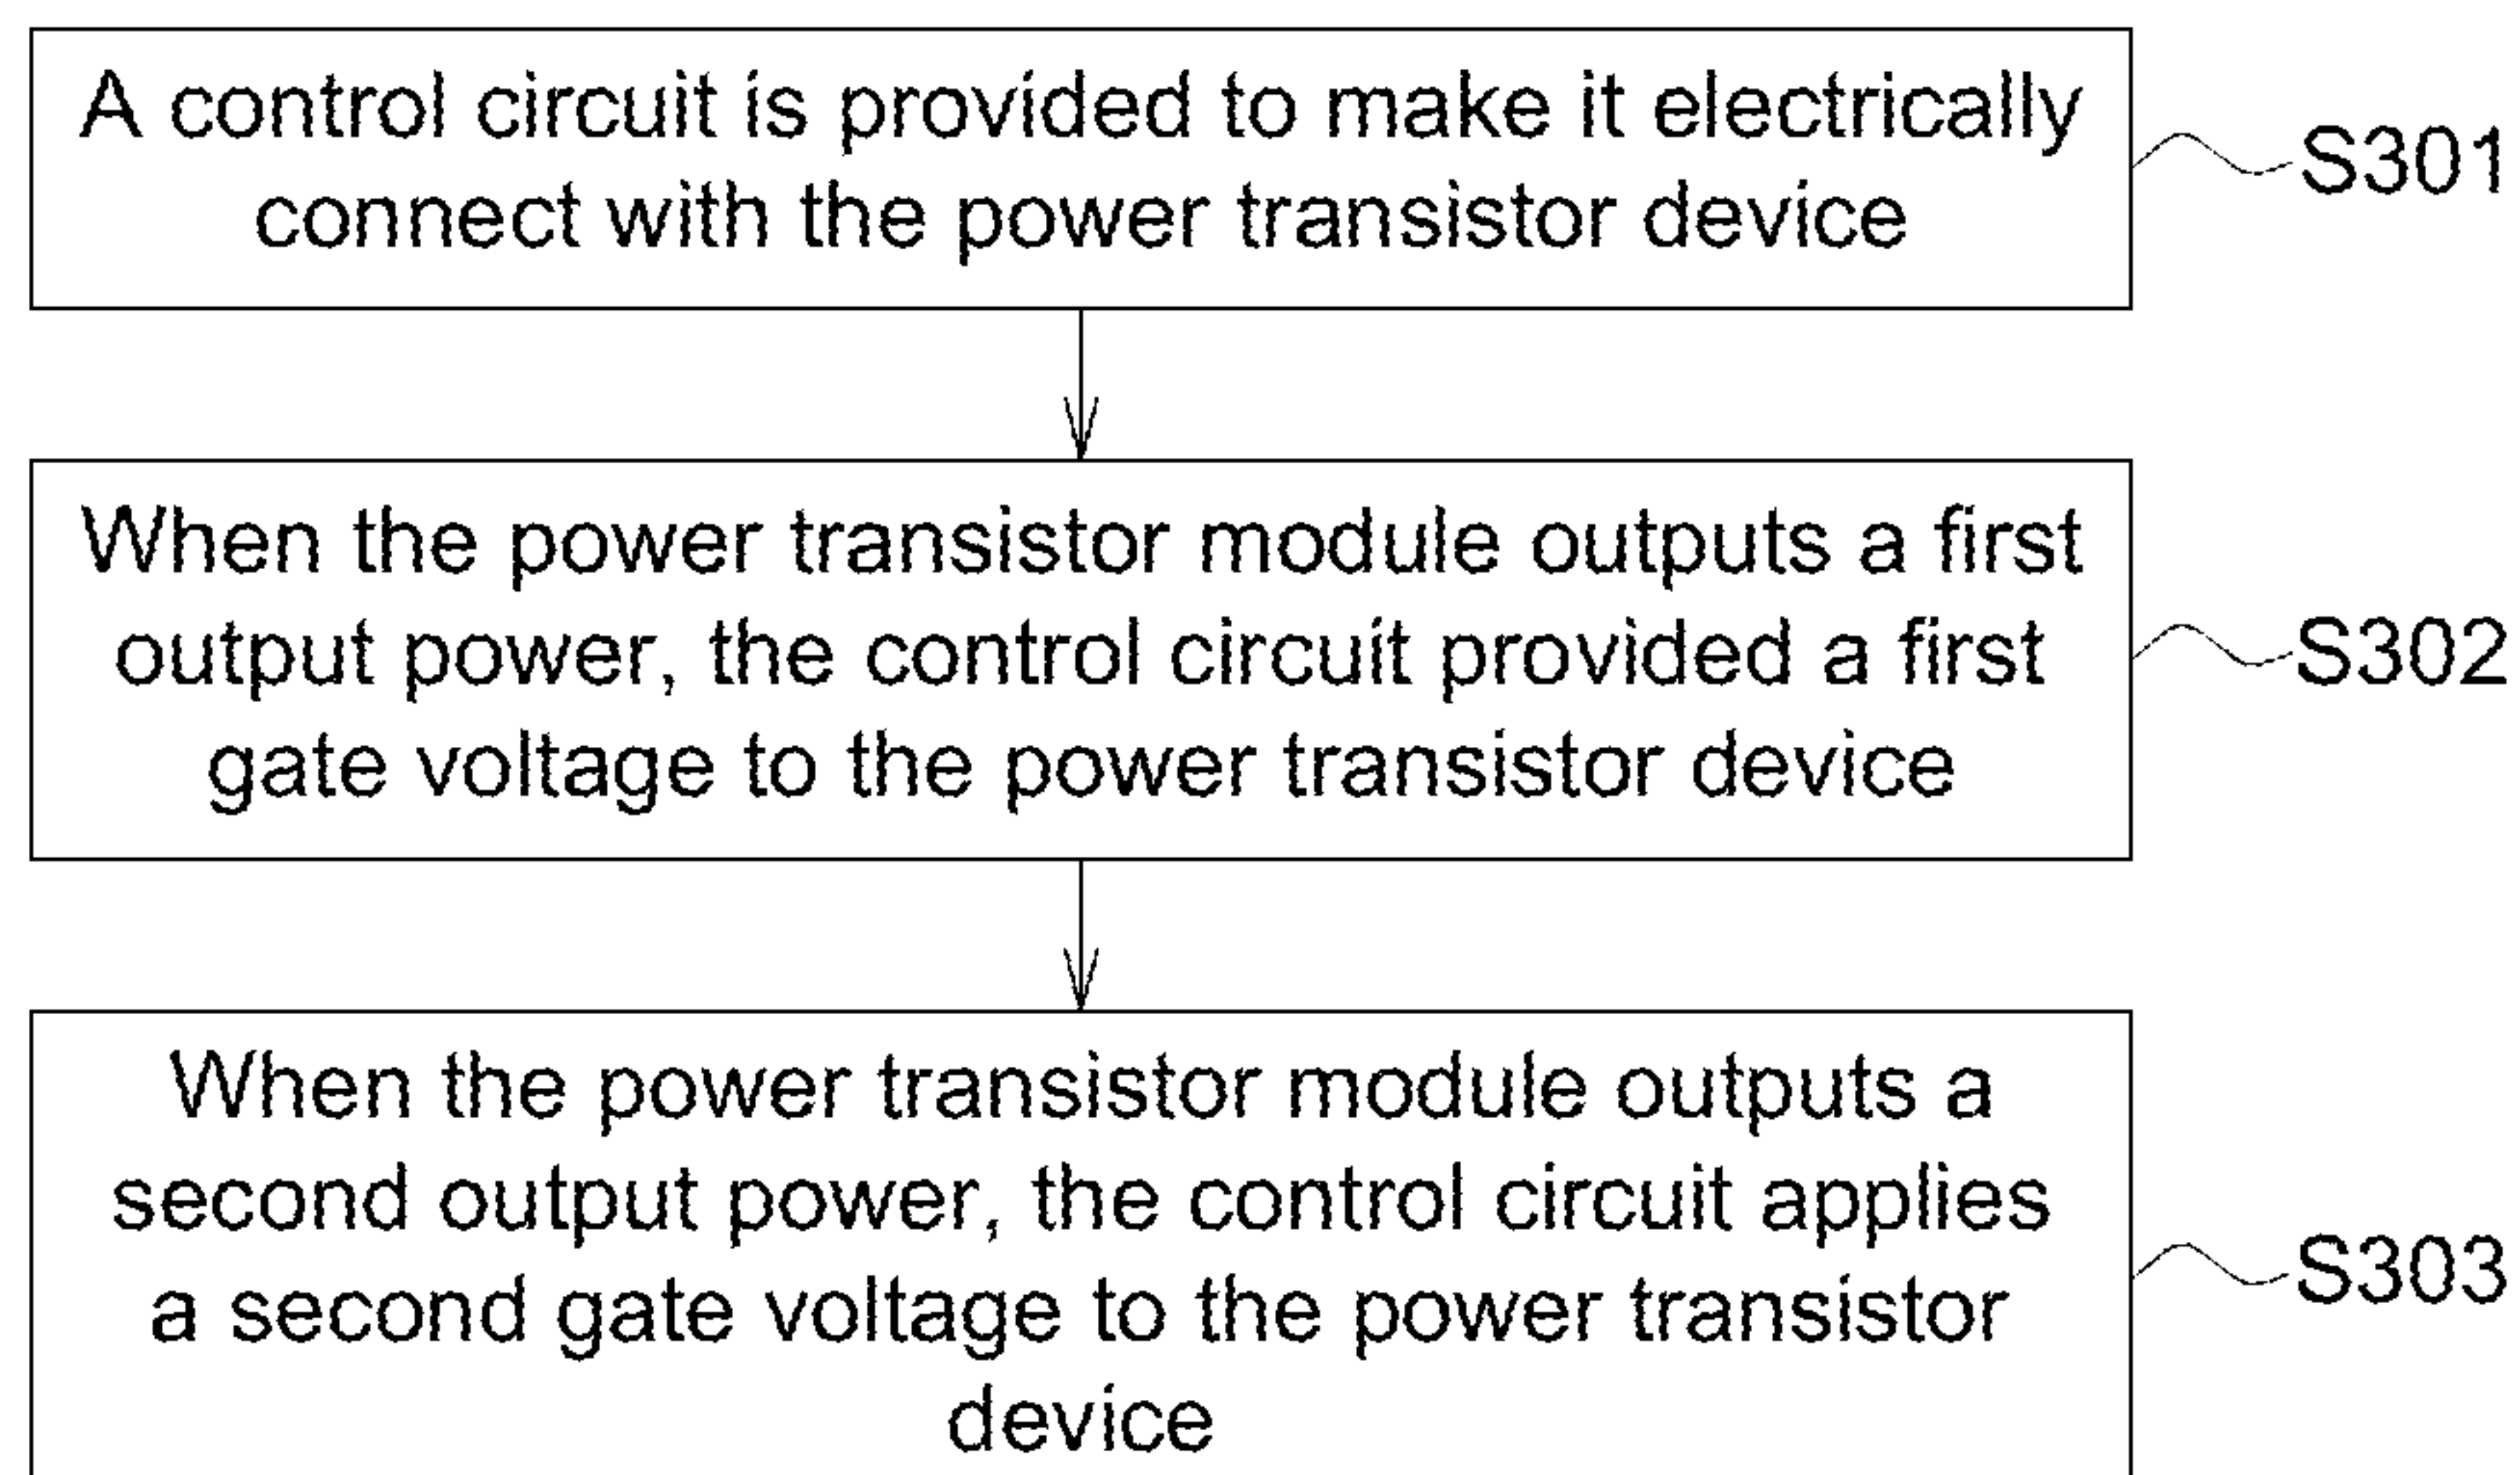 A control circuit is provided to make it electrically
connect with the power transistor device
S301
When the power transistor module outputs a first
output power, the control circuit provided a first
gate voltage to the power transistor device
S302
When the power transistor module outputs a
second output power, the control circuit applies
a second gate voltage to the power transistor
device
S303